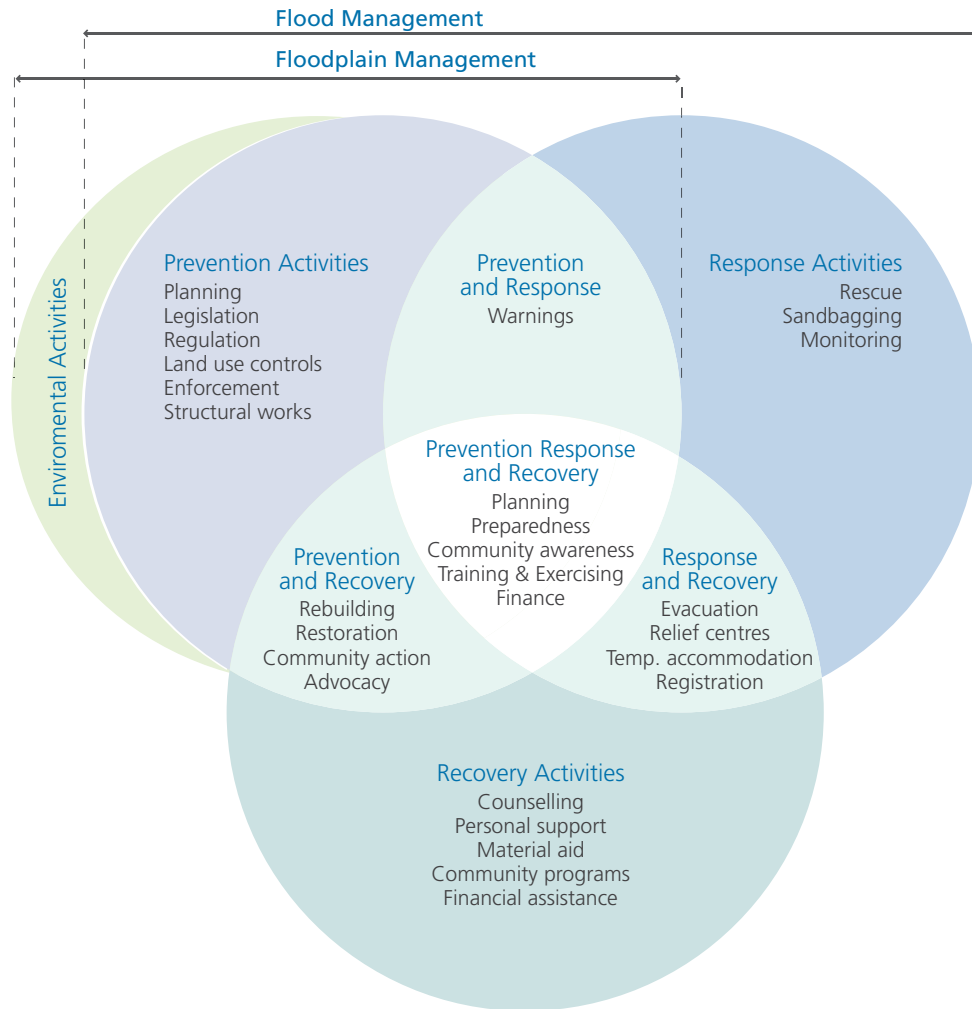 Flood Management
Floodplain Management
Enviromental Activities
Prevention Activities
Planning
Legislation
Regulation
Land use controls
Enforcement
Structural works
Prevention
and Response
Warnings
Response Activities
Rescue
Sandbagging
Monitoring
Prevention Response
and Recovery
Planning
Preparedness
Community awareness
Training & Exercising
Finance
Prevention
and Recovery
Rebuilding
Restoration
Community action
Advocacy
Response
and Recovery
Evacuation
Relief centres
Temp. accommodation
Registration
Recovery Activities
Counselling
Personal support
Material aid
Community programs
Financial assistance